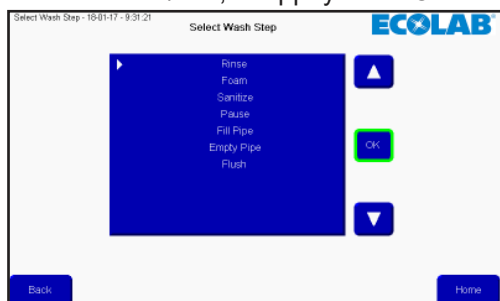 Select Wash Step - 18-01-17 - 9:31:21
Select Wash Step
ECOLAB
Rinse
Foam
Sanitize
Pause
Fill Pipe
Empty Pipe
Flush
OK
Back
Home